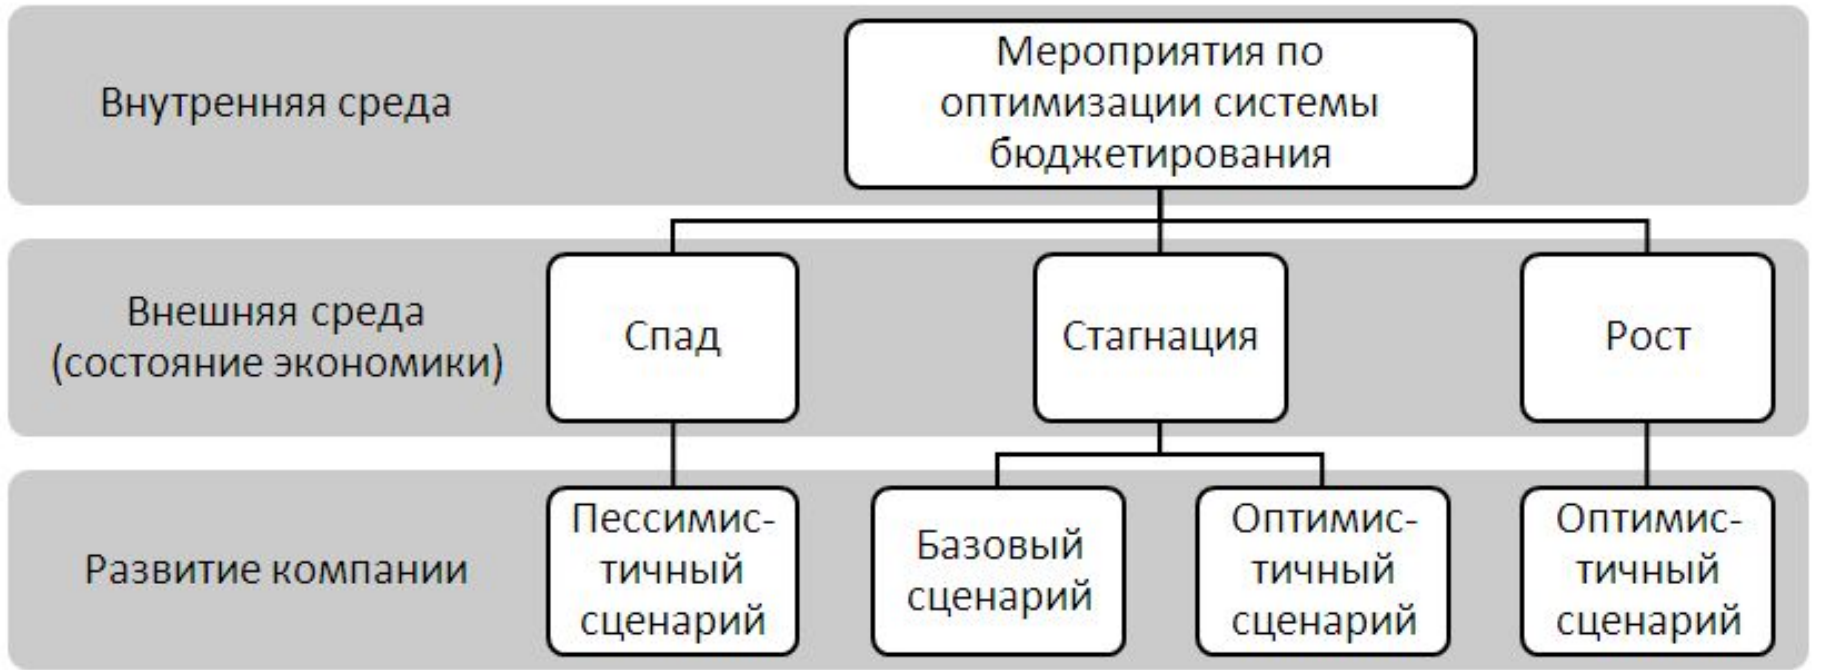 Внутренняя среда
Мероприятия по
оптимизации системы
бюджетирования
Внешняя среда
(состояние экономики)
Спад
Стагнация
Рост
Развитие компании
Пессимис-
тичный
сценарий
Базовый
сценарий
Оптимис-
тичный
сценарий
Оптимис-
тичный
сценарий